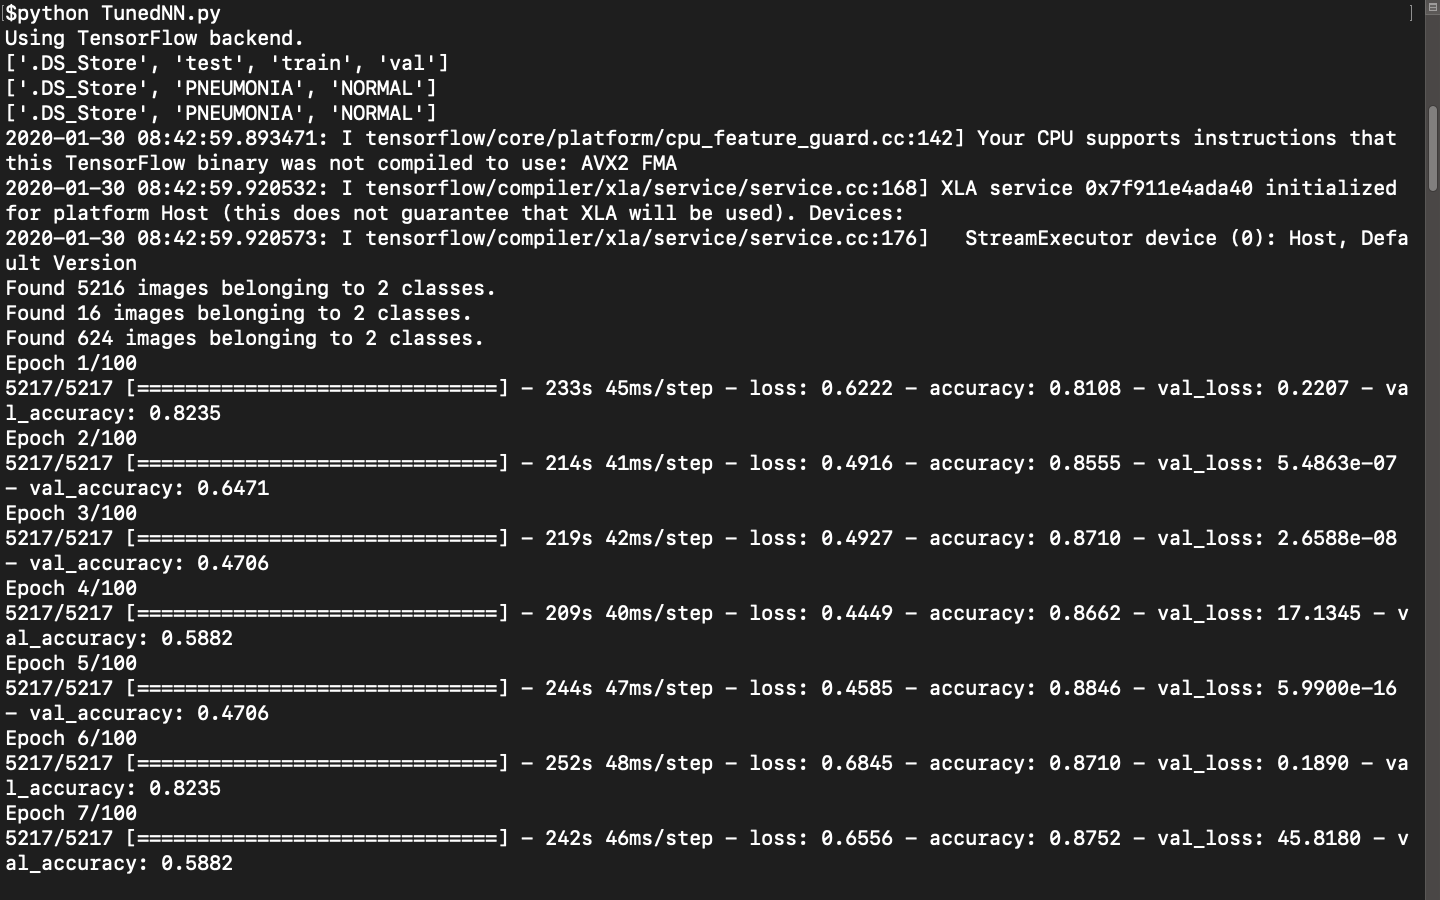 [$python TunedNN.py ]
Using TensorFlow backend.
['.DS_Store', 'test', 'train', 'val']
['.DS_Store', 'PNEUMONIA', 'NORMAL']
['.DS_Store', 'PNEUMONIA', 'NORMAL']
2020-01-30 08:42:59.893471: I tensorflow/core/platform/cpu_feature_guard.cc:142] Your CPU supports instructions that
this TensorFlow binary was not compiled to use: AVX2 FMA
2020-01-30 08:42:59.920532: I tensorflow/compiler/xla/service/service.cc:168] XLA service 0x7f911e4ada40 initialized
for platform Host (this does not guarantee that XLA will be used). Devices:
2020-01-30 08:42:59.920573: I tensorflow/compiler/xla/service/service.cc:176]   StreamExecutor device (0): Host, Defa
ult Version
Found 5216 images belonging to 2 classes.
Found 16 images belonging to 2 classes.
Found 624 images belonging to 2 classes.
Epoch 1/100
5217/5217 [==============================] - 233s 45ms/step - loss: 0.6222 - accuracy: 0.8108 - val_loss: 0.2207 - va
l_accuracy: 0.8235
Epoch 2/100
5217/5217 [==============================] - 214s 41ms/step - loss: 0.4916 - accuracy: 0.8555 - val_loss: 5.4863e-07
- val_accuracy: 0.6471
Epoch 3/100
5217/5217 [==============================] - 219s 42ms/step - loss: 0.4927 - accuracy: 0.8710 - val_loss: 2.6588e-08
- val_accuracy: 0.4706
Epoch 4/100
5217/5217 [==============================] - 209s 40ms/step - loss: 0.4449 - accuracy: 0.8662 - val_loss: 17.1345 - v
al_accuracy: 0.5882
Epoch 5/100
5217/5217 [==============================] - 244s 47ms/step - loss: 0.4585 - accuracy: 0.8846 - val_loss: 5.9900e-16
- val_accuracy: 0.4706
Epoch 6/100
5217/5217 [==============================] - 252s 48ms/step - loss: 0.6845 - accuracy: 0.8710 - val_loss: 0.1890 - va
l_accuracy: 0.8235
Epoch 7/100
5217/5217 [==============================] - 242s 46ms/step - loss: 0.6556 - accuracy: 0.8752 - val_loss: 45.8180 - v
al_accuracy: 0.5882